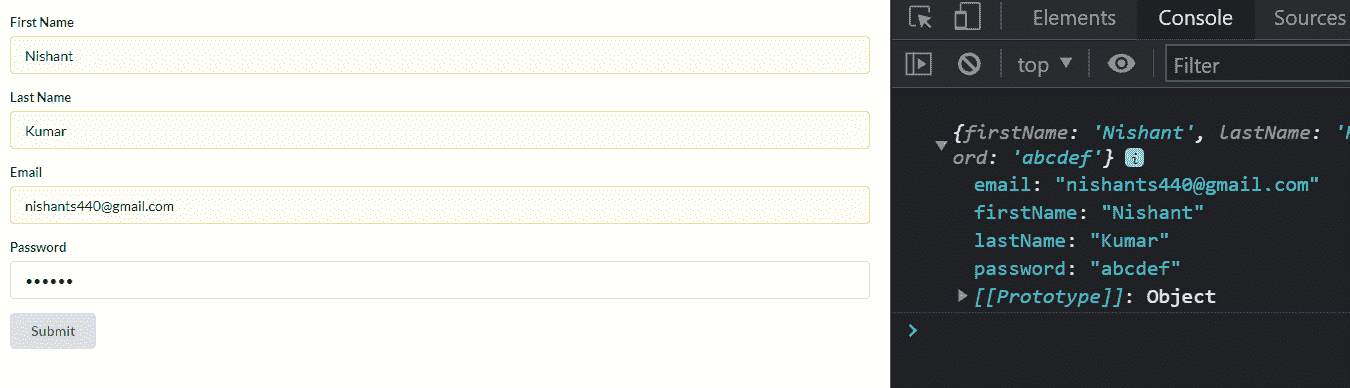 First Name
Nishant
Last Name
Kumar
Email
nishants440@gmail.com
Password
••••••
Submit
Elements Console Sources
top ▼ Filter
▼ {firstName: 'Nishant', lastName: '
ord: 'abcdef'} i
email: "nishants440@gmail.com"
firstName: "Nishant"
lastName: "Kumar"
password: "abcdef"
▶ [[Prototype]]: Object
>